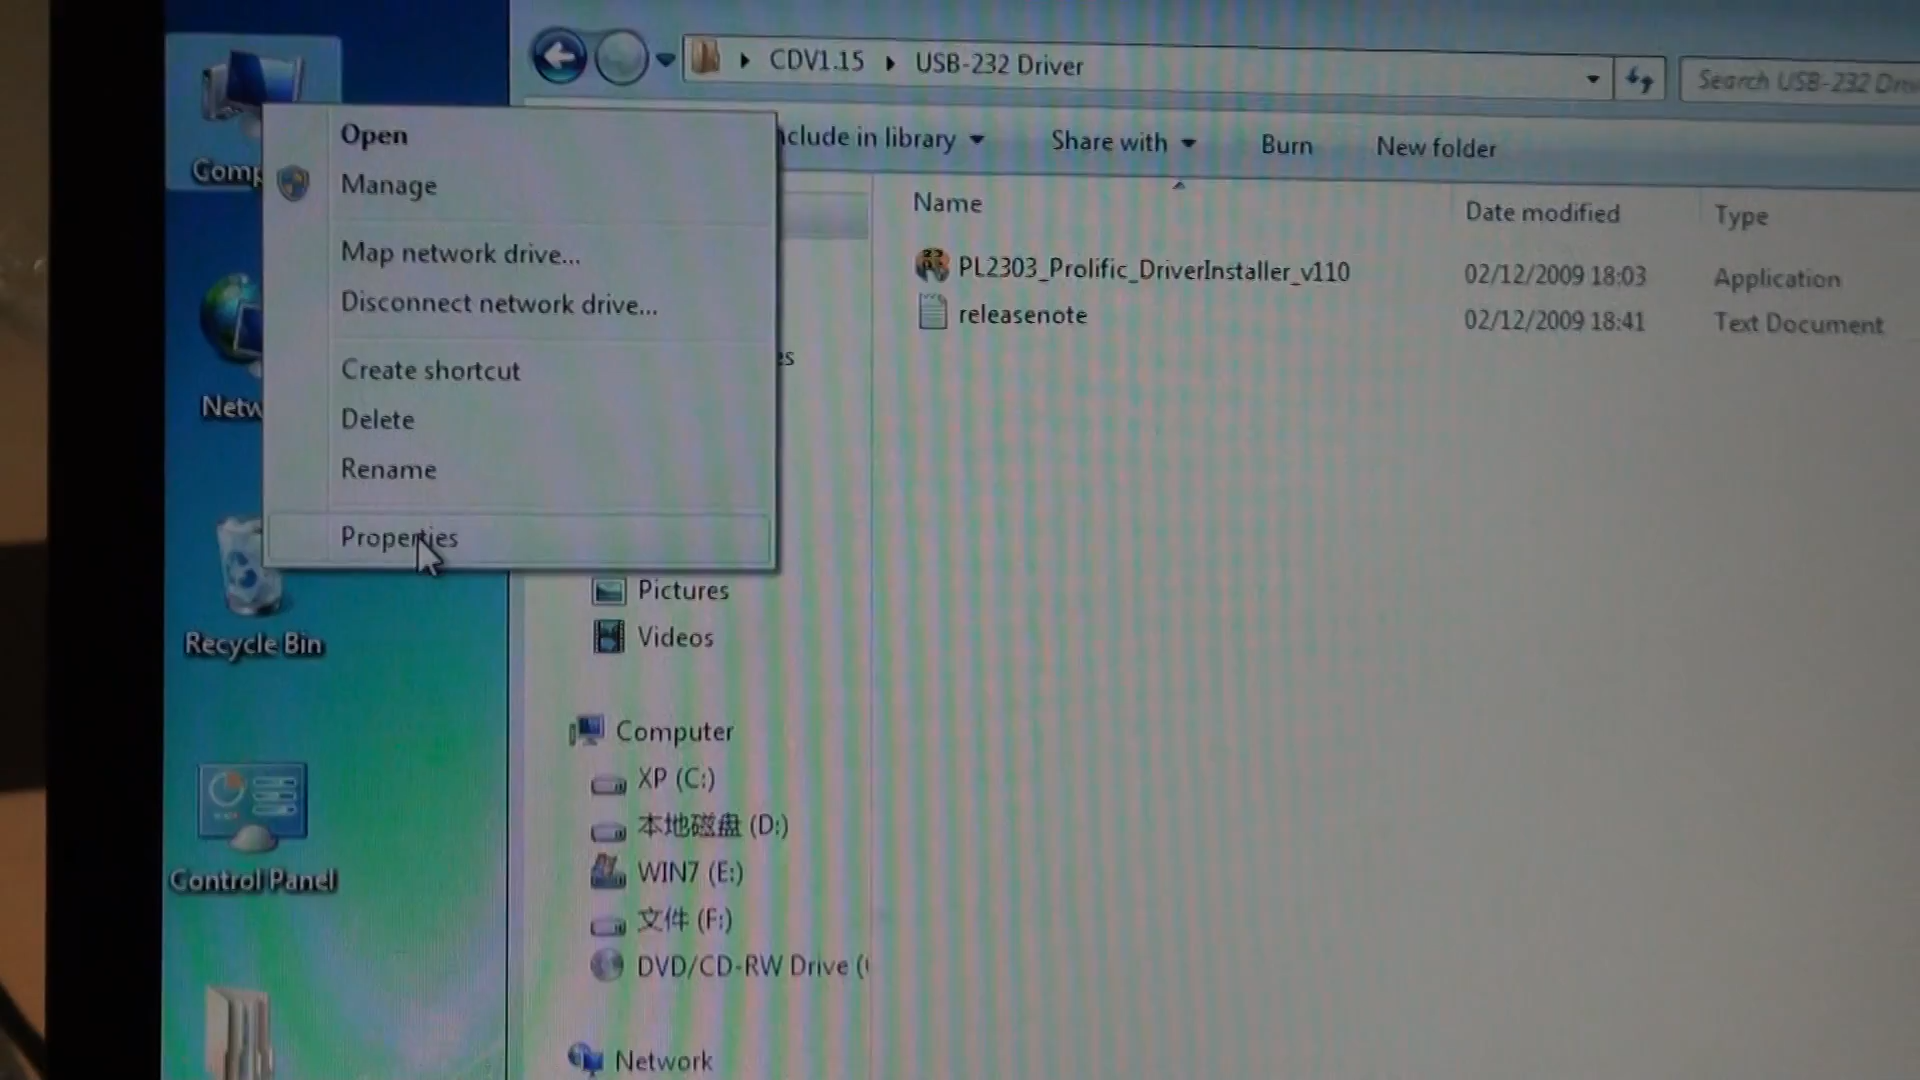 CDV1.15 USB-232 Driver
Search USB-232
Include in library Share with Burn New folder
Open
Manage
Map network drive...
Disconnect network drive...
Create shortcut
Delete
Rename
Properties
Name Date modified Type
PL2303_Prolific_DriverInstaller_v110 02/12/2009 18:03 Application
releasenote 02/12/2009 18:41 Text Document
Pictures
Videos
Computer
XP (C:)
本地磁盘 (D:)
WIN7 (E:)
文件 (F:)
DVD/CD-RW Drive (
Network
Comp
Netw
Recycle Bin
Control Panel